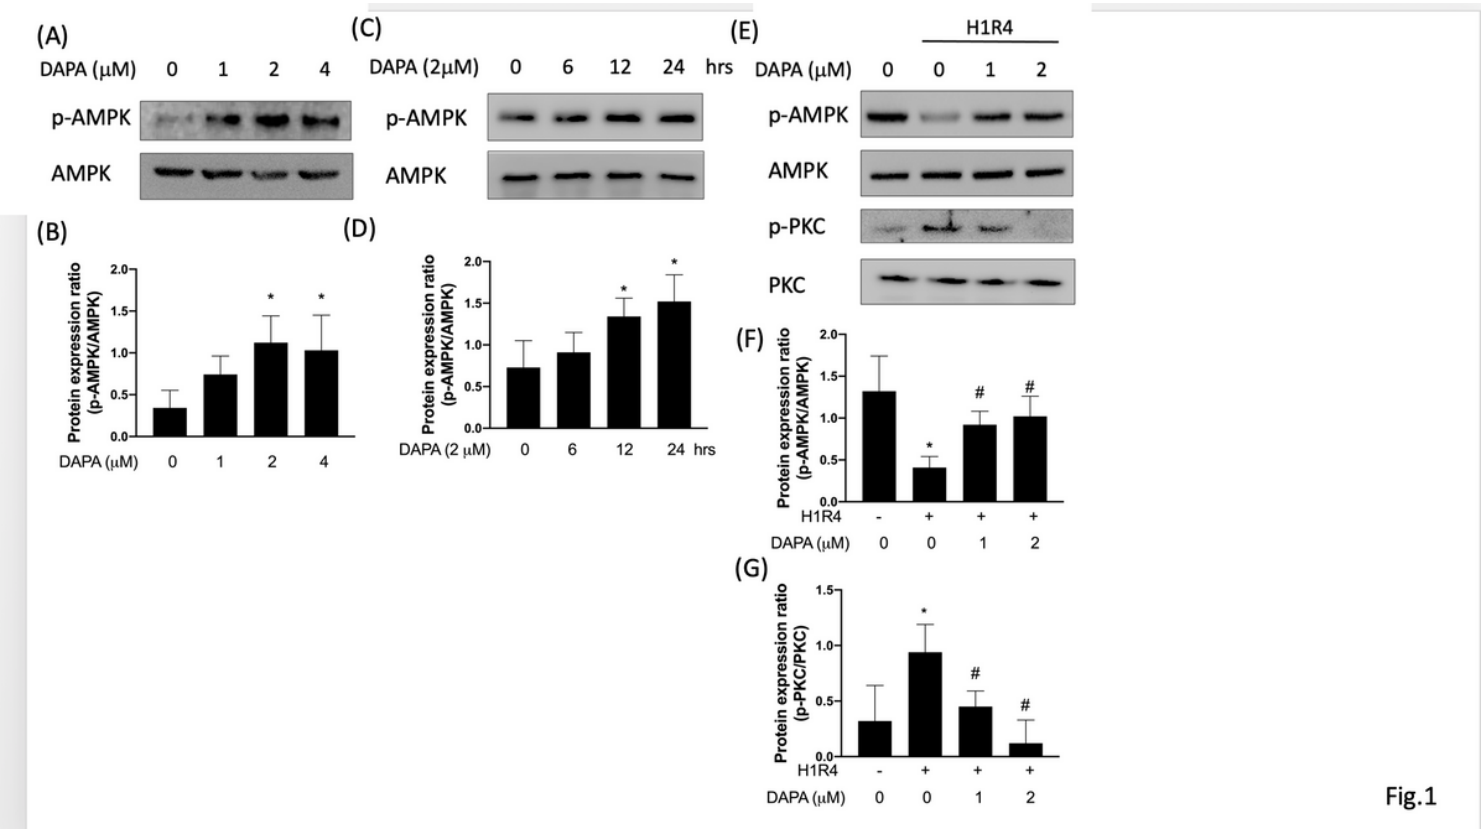 (A)
DAPA (μM) 0 1 2 4
p-AMPK
AMPK
(B)
Protein expression ratio
(p-AMPK/AMPK)
2.0
1.5
1.0
0.5
0.0
* *
DAPA (μM) 0 1 2 4
(C)
DAPA (2μM) 0 6 12 24 hrs
p-AMPK
AMPK
(D)
Protein expression ratio
(p-AMPK/AMPK)
2.0
1.5
1.0
0.5
0.0
* *
DAPA (2 μM) 0 6 12 24 hrs
(E)
H1R4
DAPA (μM) 0 0 1 2
p-AMPK
AMPK
p-PKC
PKC
(F)
Protein expression ratio
(p-AMPK/AMPK)
2.0
1.5
1.0
0.5
0.0
* # #
H1R4 - + + +
DAPA (μM) 0 0 1 2
(G)
Protein expression ratio
(p-PKC/PKC)
1.5
1.0
0.5
0.0
* # #
H1R4 - + + +
DAPA (μM) 0 0 1 2
Fig.1